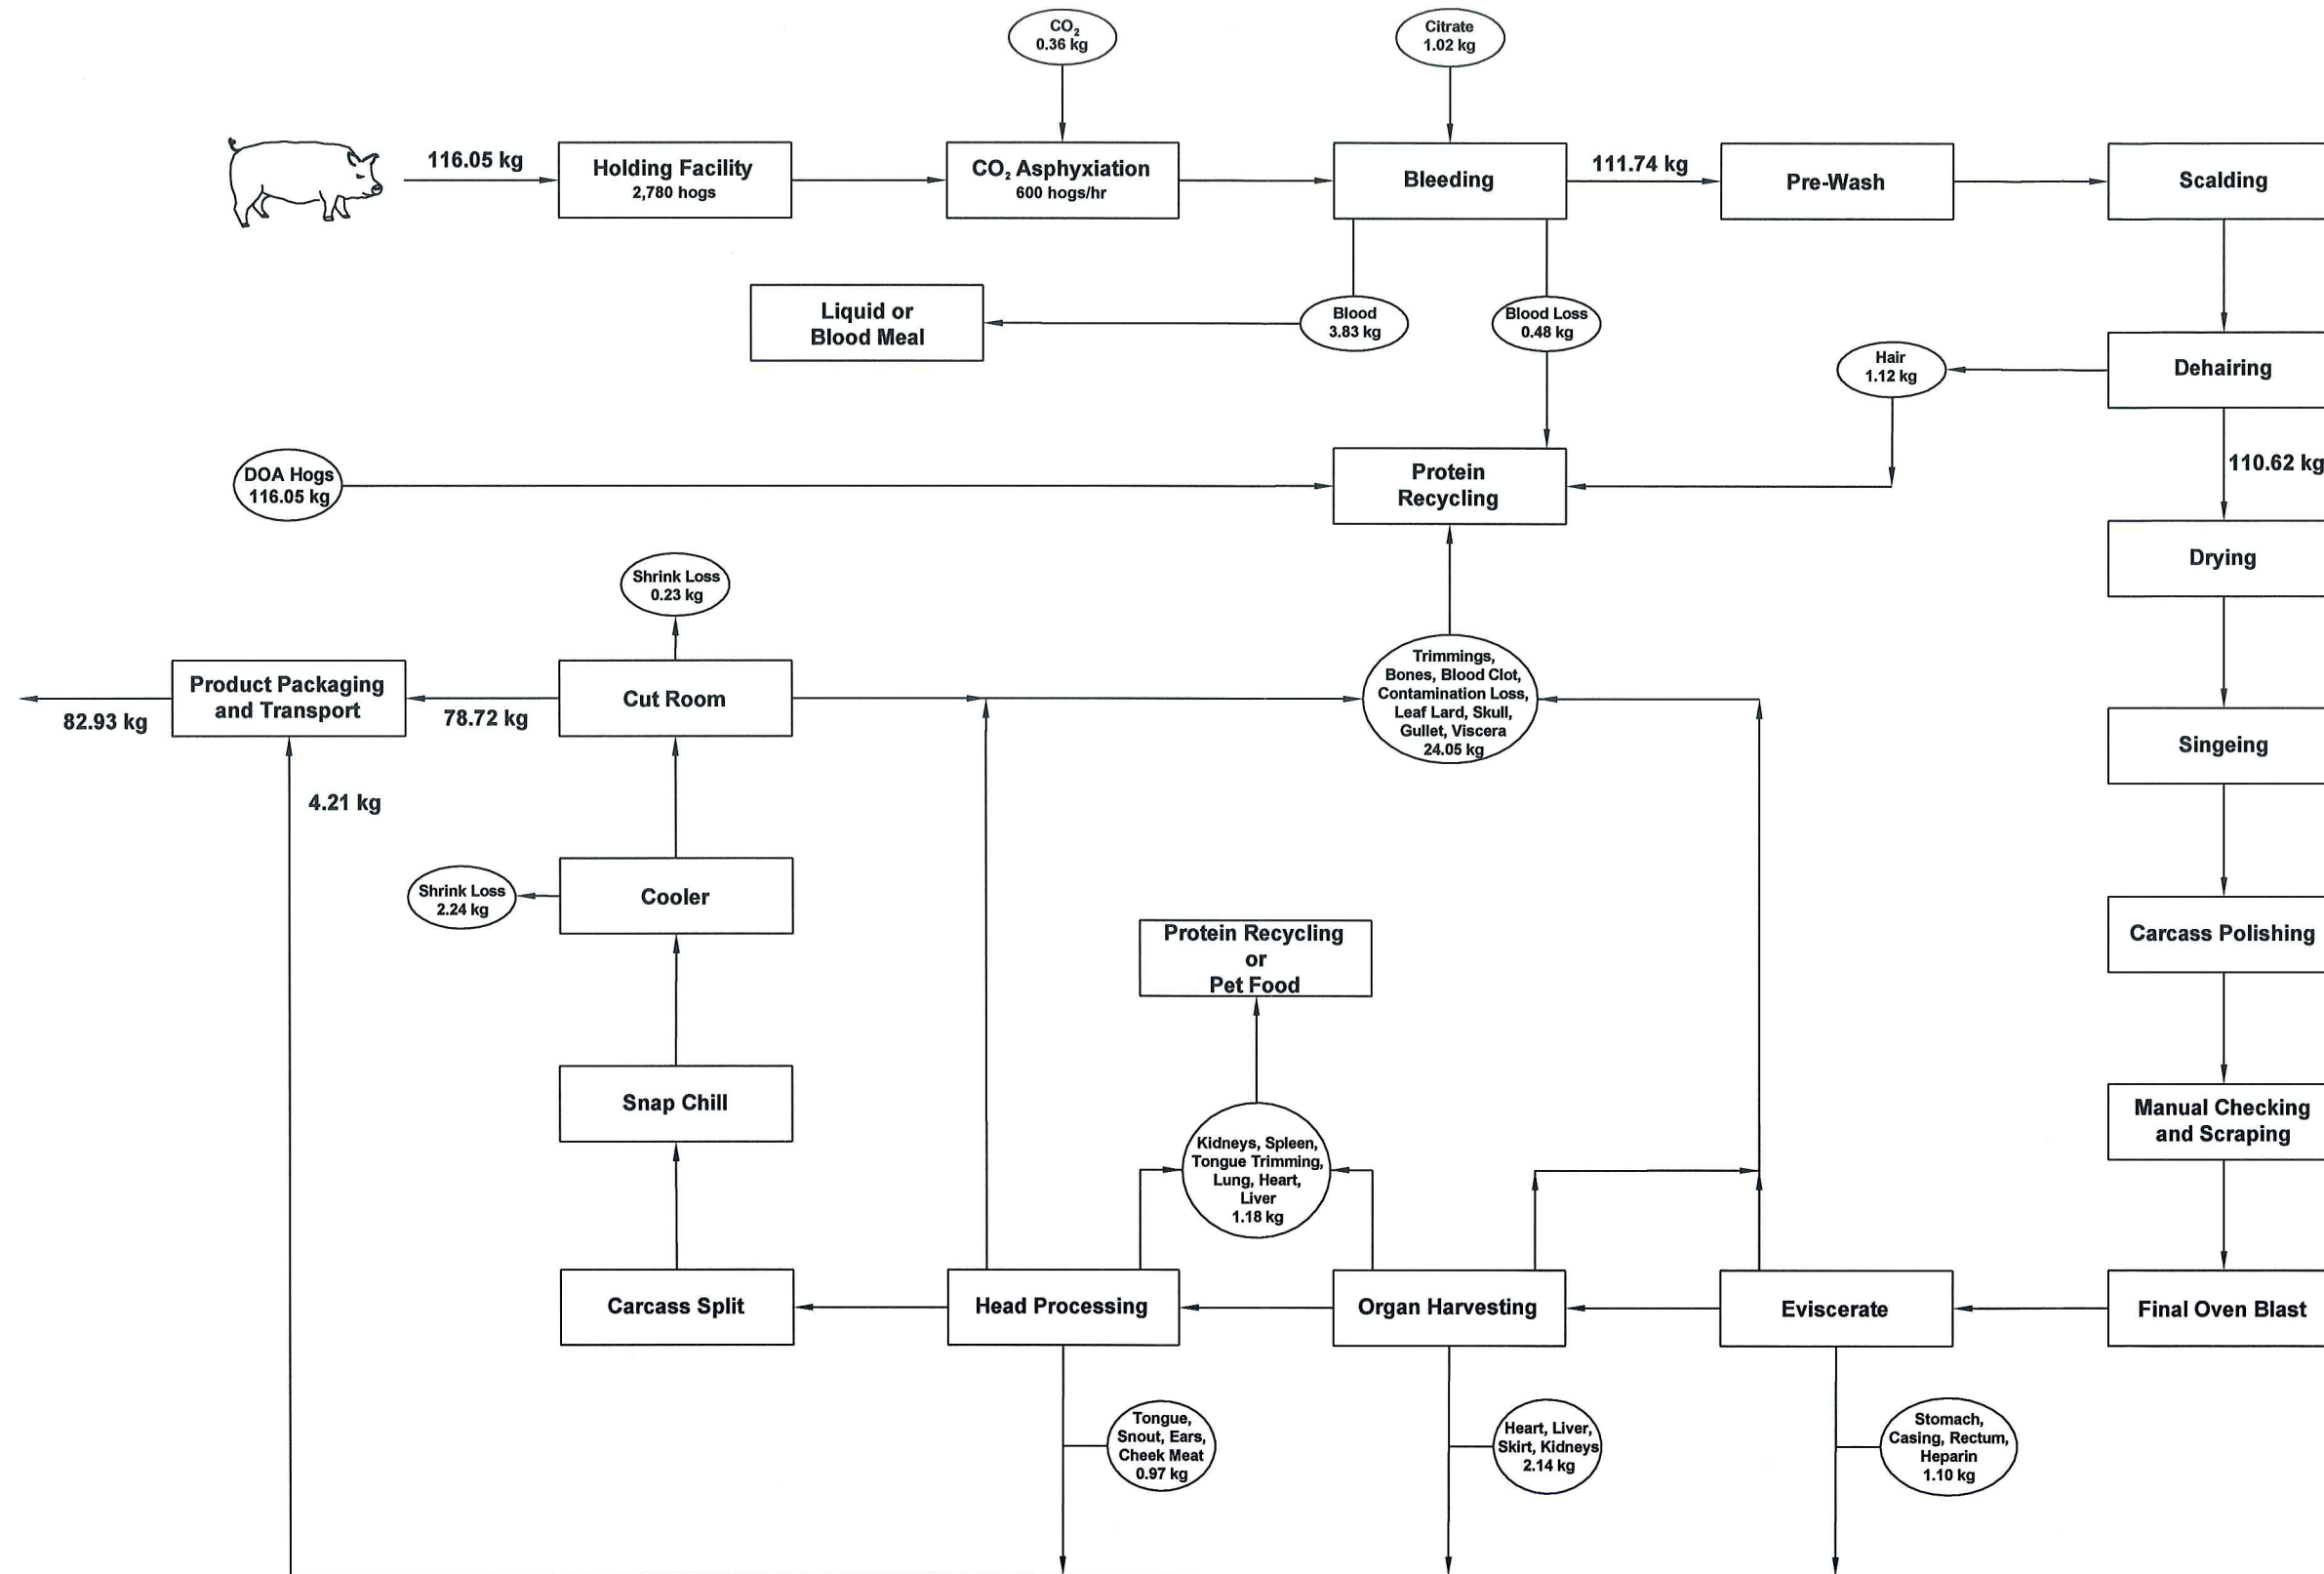 CO₂
0.36 kg
Citrate
1.02 kg
116.05 kg
Holding Facility
2,780 hogs
CO₂ Asphyxiation
600 hogs/hr
Bleeding
111.74 kg
Pre-Wash
Scalding
Liquid or
Blood Meal
Blood
3.83 kg
Blood Loss
0.48 kg
Hair
1.12 kg
Dehairing
110.62 kg
DOA Hogs
116.05 kg
Protein
Recycling
Drying
Shrink Loss
0.23 kg
82.93 kg
Product Packaging
and Transport
78.72 kg
Cut Room
Trimmings,
Bones, Blood Clot,
Contamination Loss,
Leaf Lard, Skull,
Gullet, Viscera
24.05 kg
Singeing
4.21 kg
Shrink Loss
2.24 kg
Cooler
Protein Recycling
or
Pet Food
Carcass Polishing
Snap Chill
Kidneys, Spleen,
Tongue Trimming,
Lung, Heart,
Liver
1.18 kg
Manual Checking
and Scraping
Carcass Split
Head Processing
Organ Harvesting
Eviscerate
Final Oven Blast
Tongue,
Snout, Ears,
Cheek Meat
0.97 kg
Heart, Liver,
Skirt, Kidneys
2.14 kg
Stomach,
Casing, Rectum,
Heparin
1.10 kg